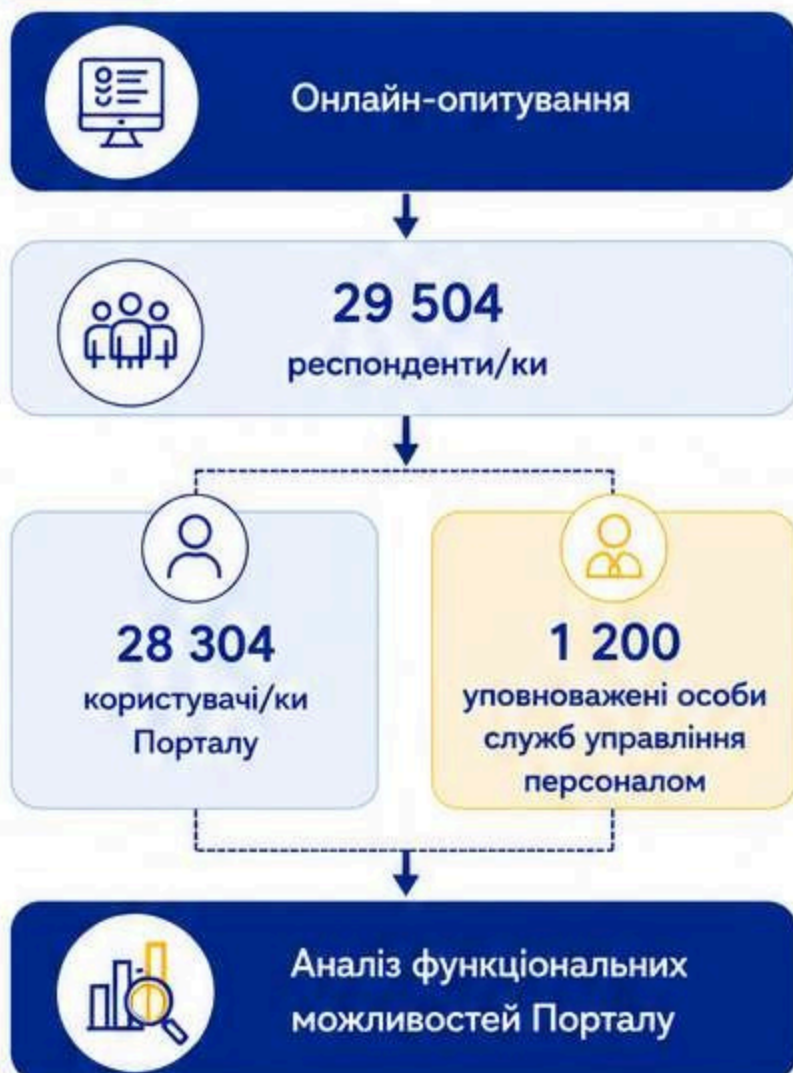 Онлайн-опитування
29 504
респонденти/ки
28 304
користувачі/ки
Порталу
1 200
уповноважені особи
служб управління
персоналом
Аналіз функціональних
можливостей Порталу